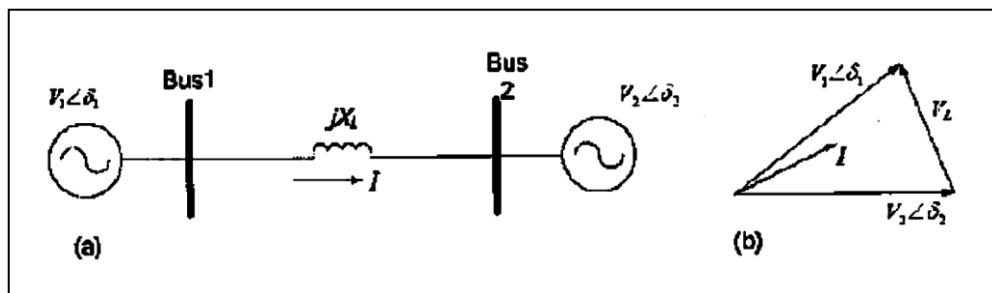 Bus1
Bus
2
V₁∠δ₁
jX_L
V₂∠δ₂
I
(a)
V₁∠δ₁
V_L
I
V₂∠δ₂
(b)